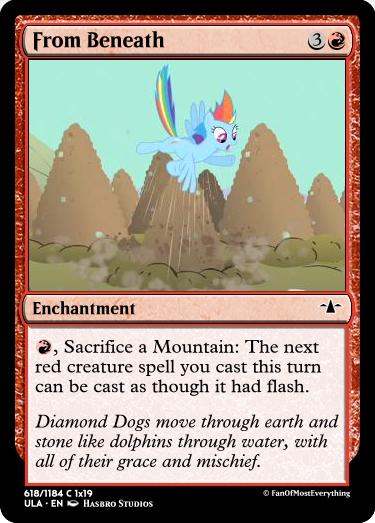 From Beneath
3
Enchantment
, Sacrifice a Mountain: The next
red creature spell you cast this turn
can be cast as though it had flash.
Diamond Dogs move through earth and
stone like dolphins through water, with
all of their grace and mischief.
618/1184 C 1x19
ULA • EN Hasbro Studios
© FanOfMostEverything